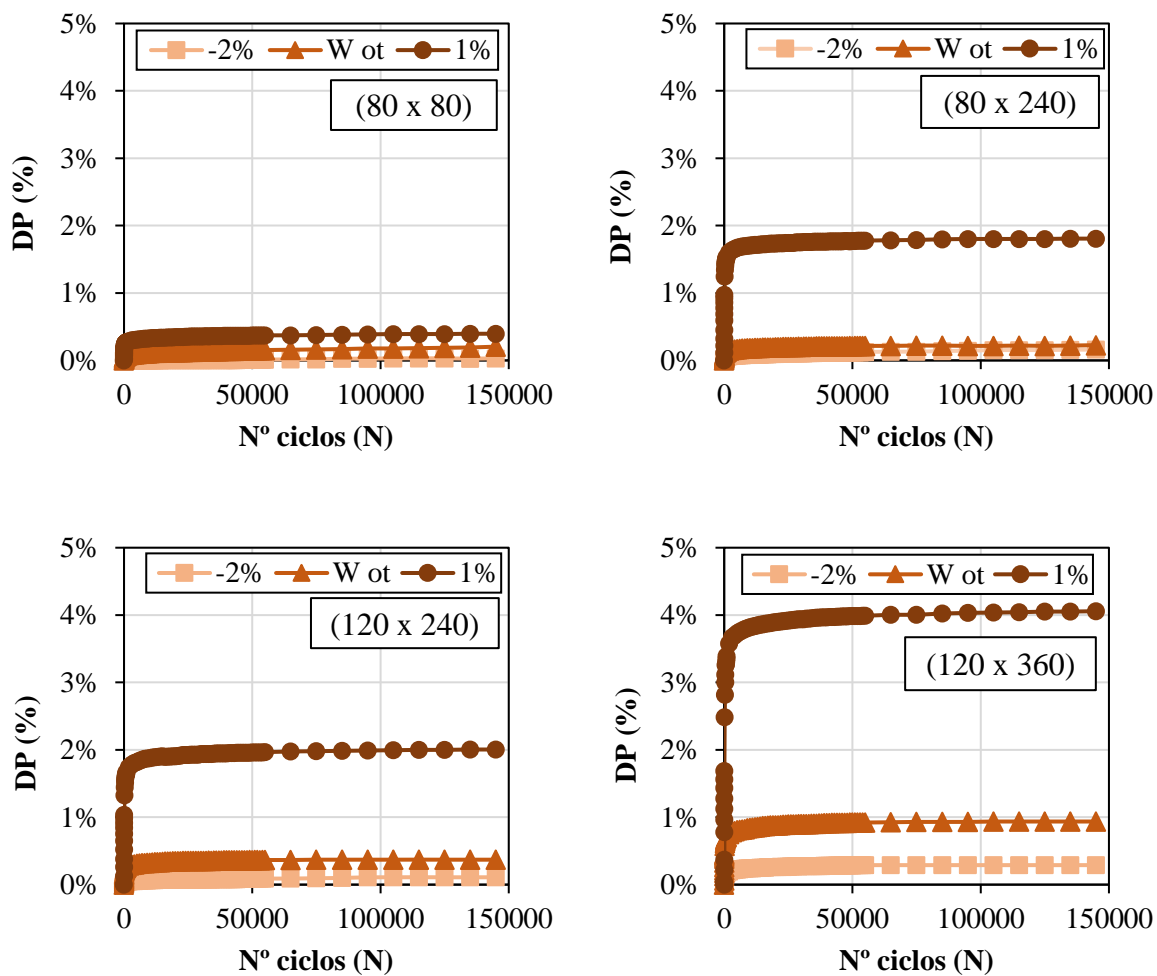 5%
-2% W ot 1%
4%
(80 x 80)
3%
DP (%)
2%
1%
0%
0 50000 100000 150000
Nº ciclos (N)
5%
-2% W ot 1%
4%
(80 x 240)
3%
DP (%)
2%
1%
0%
0 50000 100000 150000
Nº ciclos (N)
5%
-2% W ot 1%
4%
(120 x 240)
3%
DP (%)
2%
1%
0%
0 50000 100000 150000
Nº ciclos (N)
5%
-2% W ot 1%
4%
(120 x 360)
3%
DP (%)
2%
1%
0%
0 50000 100000 150000
Nº ciclos (N)